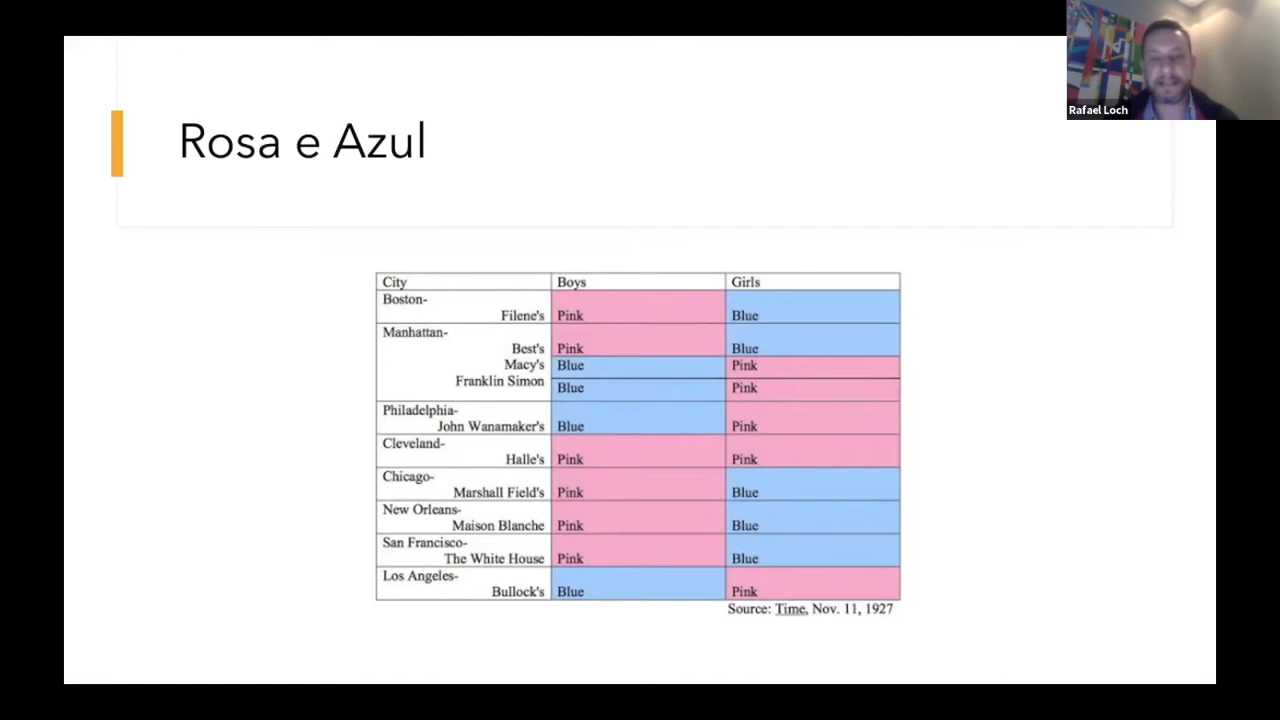 Rafael Loch
Rosa e Azul
City Boys Girls
Boston-
Filene's Pink Blue
Manhattan-
Best's Pink Blue
Macy's Blue Pink
Franklin Simon Blue Pink
Philadelphia-
John Wanamaker's Blue Pink
Cleveland-
Halle's Pink Pink
Chicago-
Marshall Field's Pink Blue
New Orleans-
Maison Blanche Pink Blue
San Francisco-
The White House Pink Blue
Los Angeles-
Bullock's Blue Pink
Source: Time, Nov. 11, 1927